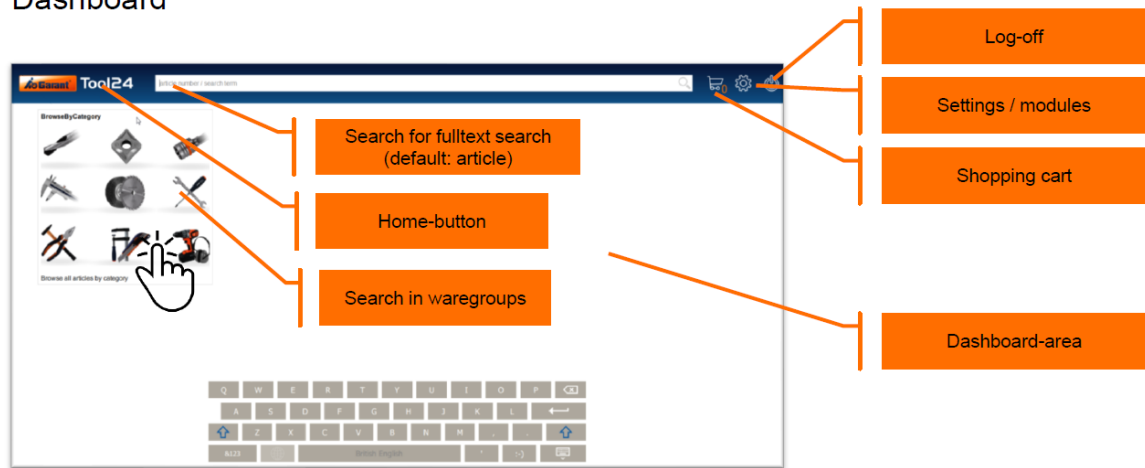 Dashboard
Log-off
Settings / modules
Shopping cart
Garant Tool24
article number / search term
0
BrowseByCategory
Search for fulltext search
(default: article)
Home-button
Search in waregroups
Browse all articles by category
Dashboard-area
Q W E R T Y U I O P
A S D F G H J K L
Z X C V B N M , .
&123 British English ' :-)